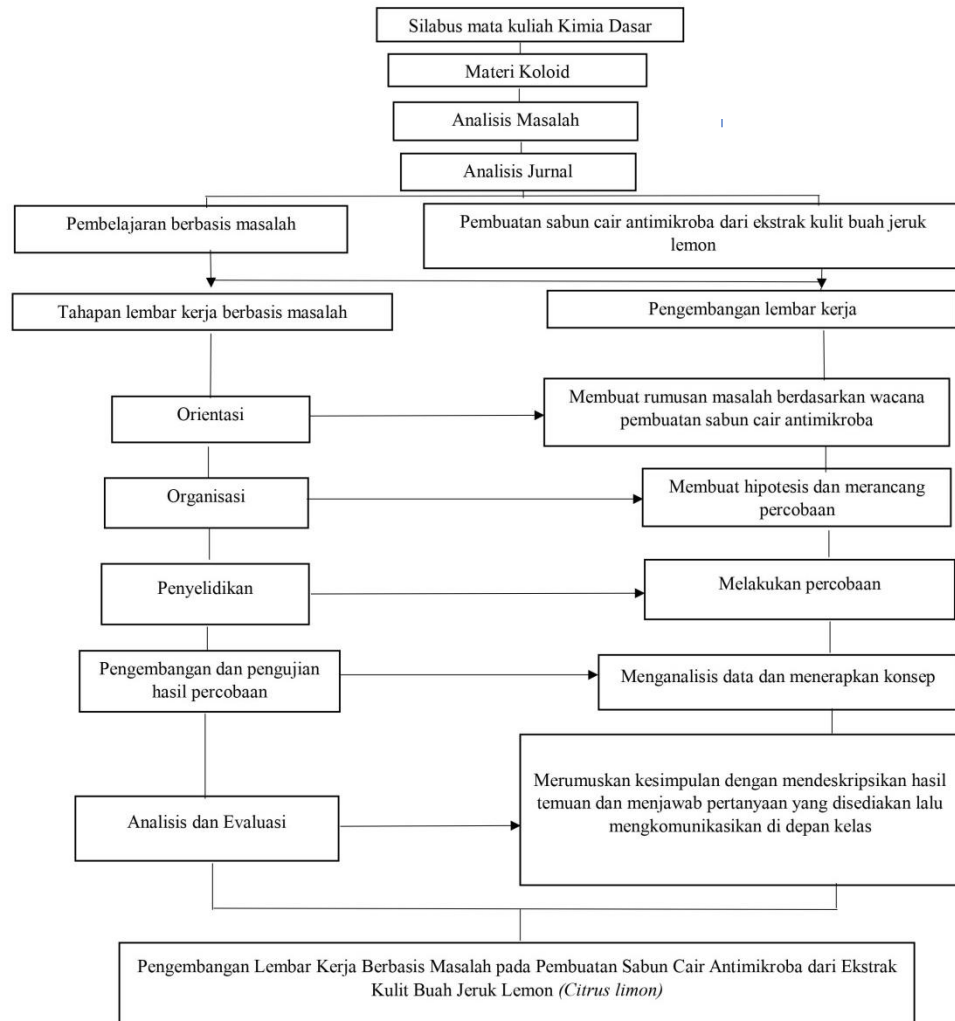 Silabus mata kuliah Kimia Dasar
Materi Koloid
Analisis Masalah
Analisis Jurnal
Pembelajaran berbasis masalah
Pembuatan sabun cair antimikroba dari ekstrak kulit buah jeruk
lemon
Tahapan lembar kerja berbasis masalah
Pengembangan lembar kerja
Orientasi
Membuat rumusan masalah berdasarkan wacana
pembuatan sabun cair antimikroba
Organisasi
Membuat hipotesis dan merancang
percobaan
Penyelidikan
Melakukan percobaan
Pengembangan dan pengujian
hasil percobaan
Menganalisis data dan menerapkan konsep
Analisis dan Evaluasi
Merumuskan kesimpulan dengan mendeskripsikan hasil
temuan dan menjawab pertanyaan yang disediakan lalu
mengkomunikasikan di depan kelas
Pengembangan Lembar Kerja Berbasis Masalah pada Pembuatan Sabun Cair Antimikroba dari Ekstrak
Kulit Buah Jeruk Lemon (Citrus limon)